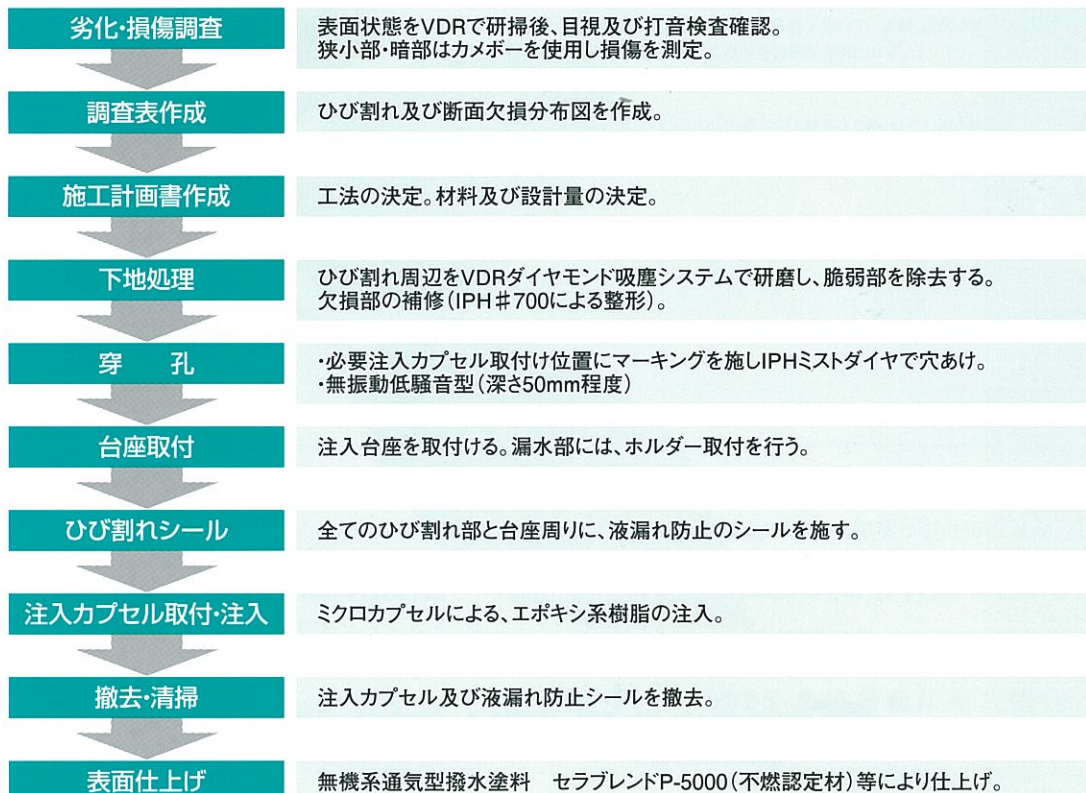 劣化・損傷調査
表面状態をVDRで研掃後、目視及び打音検査確認。
狭小部・暗部はカメボーを使用し損傷を測定。
調査表作成
ひび割れ及び断面欠損分布図を作成。
施工計画書作成
工法の決定。材料及び設計量の決定。
下地処理
ひび割れ周辺をVDRダイヤモンド吸塵システムで研磨し、脆弱部を除去する。
欠損部の補修(IPH♯700による整形)。
穿　孔
・必要注入カプセル取付け位置にマーキングを施しIPHミストダイヤで穴あけ。
・無振動低騒音型(深さ50mm程度)
台座取付
注入台座を取付ける。漏水部には、ホルダー取付を行う。
ひび割れシール
全てのひび割れ部と台座周りに、液漏れ防止のシールを施す。
注入カプセル取付・注入
ミクロカプセルによる、エポキシ系樹脂の注入。
撤去・清掃
注入カプセル及び液漏れ防止シールを撤去。
表面仕上げ
無機系通気型撥水塗料　セラブレンドP-5000(不燃認定材)等により仕上げ。